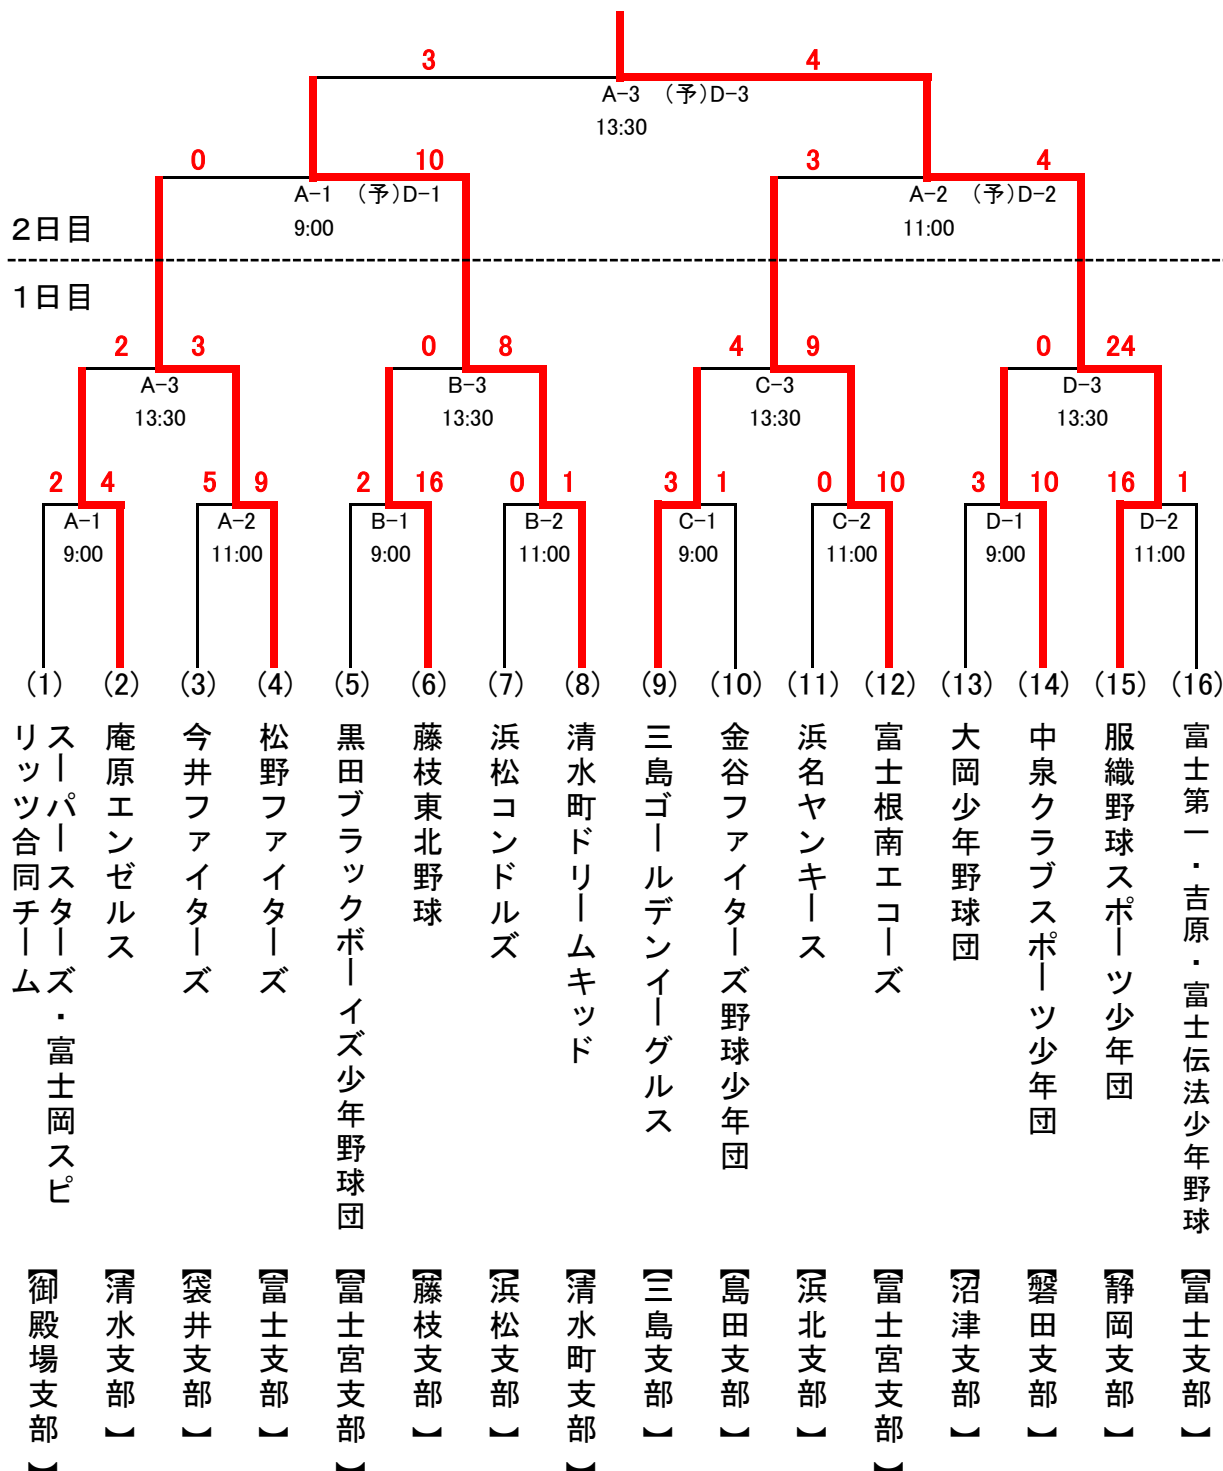 3 4
A-3 (予)D-3
13:30
0 10 3 4
A-1 (予)D-1 A-2 (予)D-2
9:00 11:00
2日目
1日目
2 3 0 8 4 9 0 24
A-3 B-3 C-3 D-3
13:30 13:30 13:30 13:30
2 4 5 9 2 16 0 1 3 1 0 10 3 10 16 1
A-1 A-2 B-1 B-2 C-1 C-2 D-1 D-2
9:00 11:00 9:00 11:00 9:00 11:00 9:00 11:00
(1) (2) (3) (4) (5) (6) (7) (8) (9) (10) (11) (12) (13) (14) (15) (16)
スーパースターズ・富士岡スピ
リッツ合同チーム
庵原エンゼルス
今井ファイターズ
松野ファイターズ
黒田ブラックボーイズ少年野球団
藤枝東北野球
浜松コンドルズ
清水町ドリームキッド
三島ゴールデンイーグルス
金谷ファイターズ野球少年団
浜名ヤンキース
富士根南エコーズ
大岡少年野球団
中泉クラブスポーツ少年団
服織野球スポーツ少年団
富士第一・吉原・富士伝法少年野球
【御殿場支部】
【清水支部】
【袋井支部】
【富士支部】
【富士宮支部】
【藤枝支部】
【浜松支部】
【清水町支部】
【三島支部】
【島田支部】
【浜北支部】
【富士宮支部】
【沼津支部】
【磐田支部】
【静岡支部】
【富士支部】